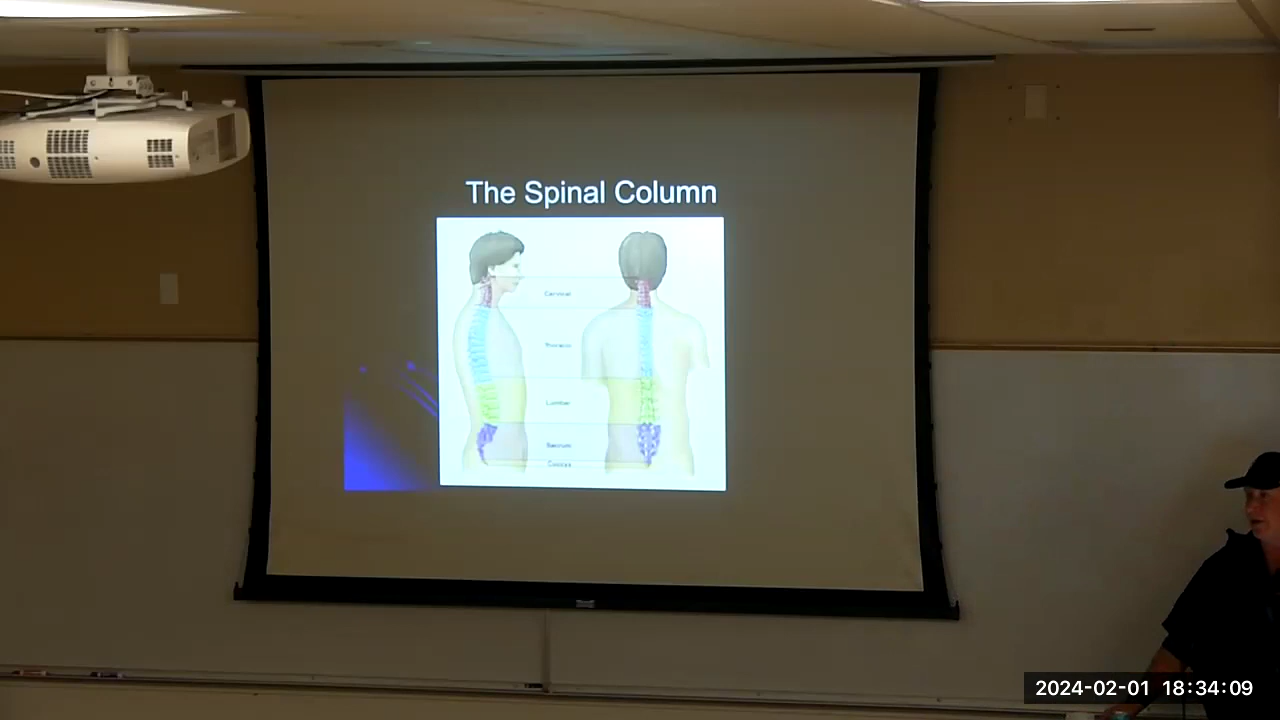 The Spinal Column
Cervical
Thoracic
Lumbar
Sacrum
Coccyx
2024-02-01 18:34:09